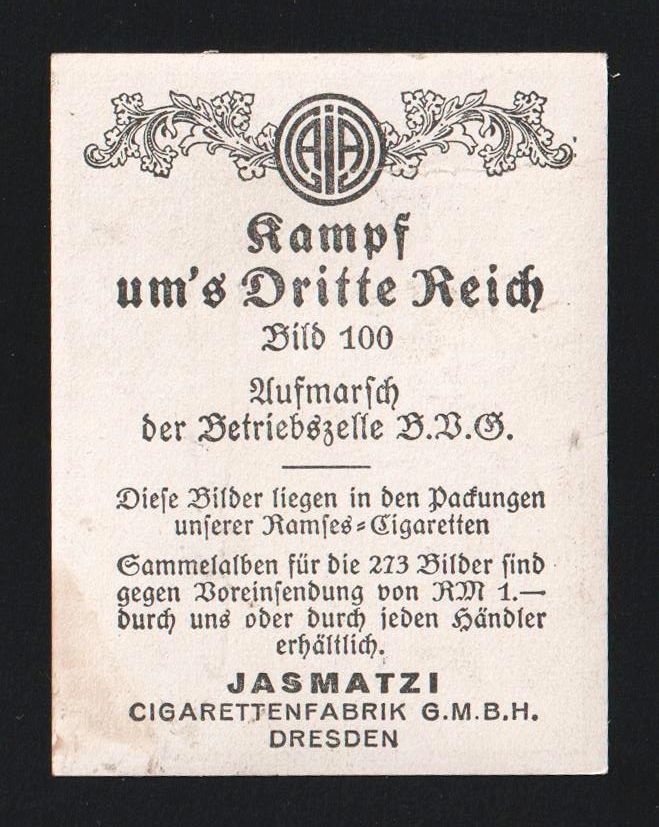 Kampf
um's Dritte Reich
Bild 100
Aufmarsch
der Betriebszelle B.V.G.
Diese Bilder liegen in den Packungen
unserer Ramses=Cigaretten
Sammelalben für die 273 Bilder sind
gegen Voreinsendung von RM 1.—
durch uns oder durch jeden Händler
erhältlich.
JASMATZI
CIGARETTENFABRIK G.M.B.H.
DRESDEN